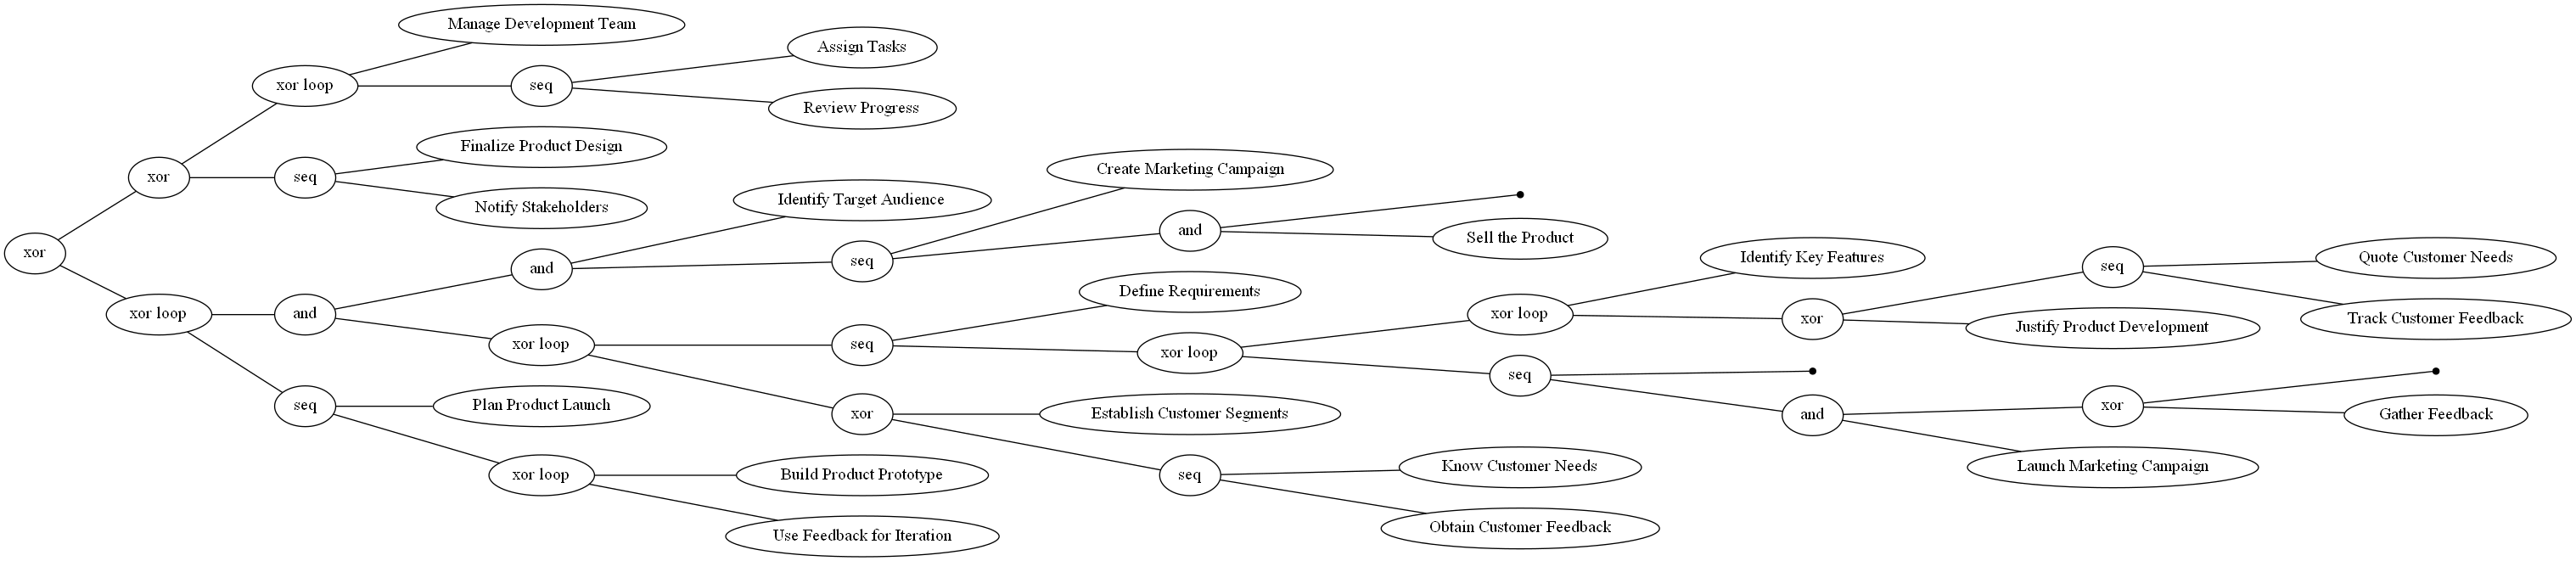 Manage Development Team
Assign Tasks
xor loop
seq
Review Progress
Finalize Product Design
Create Marketing Campaign
xor
seq
Identify Target Audience
Notify Stakeholders
and
Sell the Product
xor
and
seq
Identify Key Features
seq
Quote Customer Needs
Define Requirements
xor loop
and
xor loop
xor
Justify Product Development
Track Customer Feedback
xor loop
seq
xor loop
seq
seq
Plan Product Launch
xor
Establish Customer Segments
and
xor
Gather Feedback
xor loop
Build Product Prototype
seq
Know Customer Needs
Launch Marketing Campaign
Use Feedback for Iteration
Obtain Customer Feedback